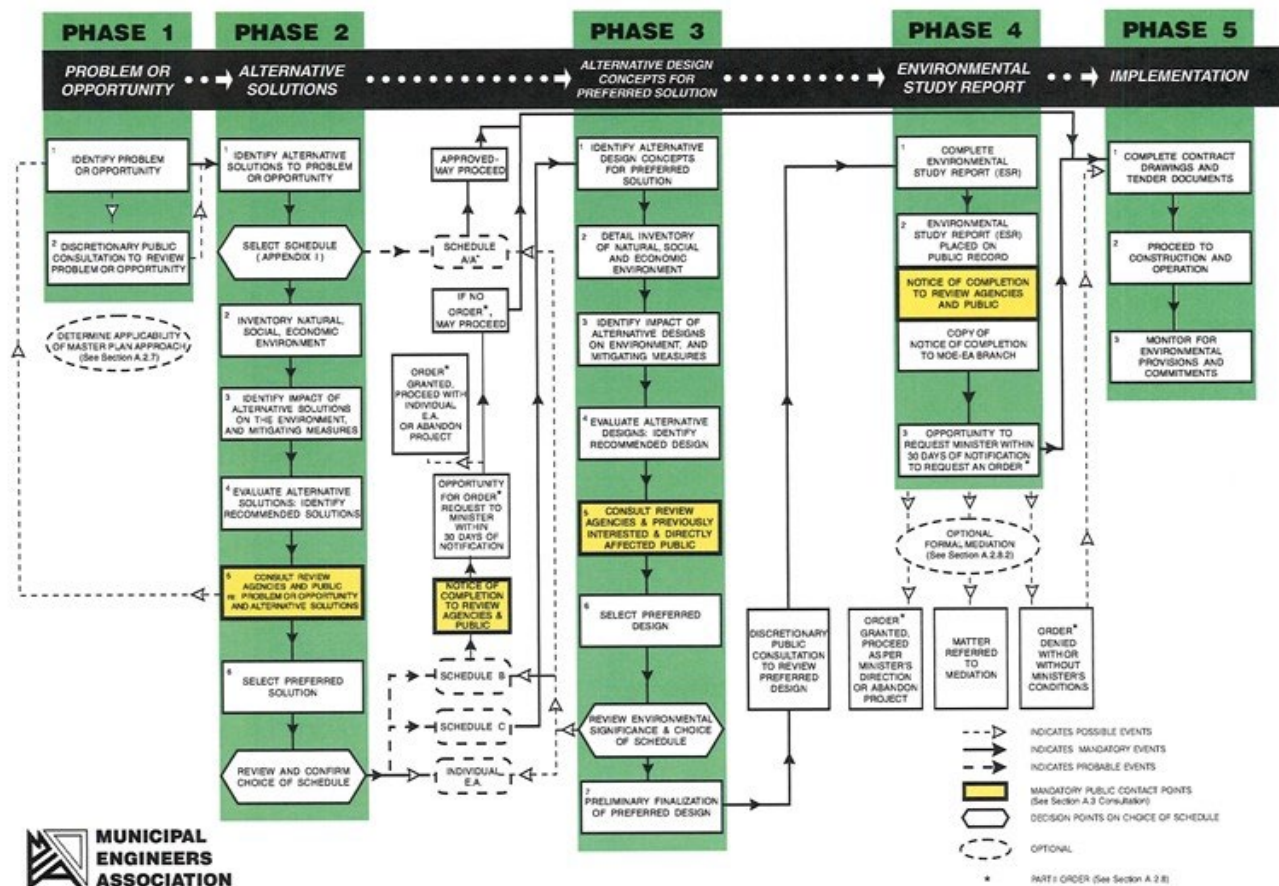 PHASE 1
PHASE 2
PHASE 3
PHASE 4
PHASE 5
PROBLEM OR
OPPORTUNITY
ALTERNATIVE
SOLUTIONS
ALTERNATIVE DESIGN
CONCEPTS FOR
PREFERRED SOLUTION
ENVIRONMENTAL
STUDY REPORT
IMPLEMENTATION
1 IDENTIFY PROBLEM
OR OPPORTUNITY
2 DISCRETIONARY PUBLIC
CONSULTATION TO REVIEW
PROBLEM OR OPPORTUNITY
DETERMINE APPLICABILITY
OF MASTER PLAN APPROACH
(See Section A.2.7)
1 IDENTIFY ALTERNATIVE
SOLUTIONS TO PROBLEM
OR OPPORTUNITY
SELECT SCHEDULE
(APPENDIX I)
2 INVENTORY NATURAL,
SOCIAL, ECONOMIC
ENVIRONMENT
3 IDENTIFY IMPACT OF
ALTERNATIVE SOLUTIONS
ON THE ENVIRONMENT,
AND MITIGATING MEASURES
4 EVALUATE ALTERNATIVE
SOLUTIONS: IDENTIFY
RECOMMENDED SOLUTIONS
5 CONSULT REVIEW
AGENCIES AND PUBLIC
re: PROBLEM OR OPPORTUNITY
AND ALTERNATIVE SOLUTIONS
6 SELECT PREFERRED
SOLUTION
REVIEW AND CONFIRM
CHOICE OF SCHEDULE
APPROVED-
MAY PROCEED
SCHEDULE
A/A+
IF NO
ORDER*,
MAY PROCEED
ORDER*
GRANTED,
PROCEED WITH
INDIVIDUAL
E.A.
OR ABANDON
PROJECT
OPPORTUNITY
FOR ORDER*
REQUEST TO
MINISTER
WITHIN
30 DAYS OF
NOTIFICATION
NOTICE OF
COMPLETION
TO REVIEW
AGENCIES &
PUBLIC
SCHEDULE B
SCHEDULE C
INDIVIDUAL
E.A.
1 IDENTIFY ALTERNATIVE
DESIGN CONCEPTS
FOR PREFERRED
SOLUTION
2 DETAIL INVENTORY
OF NATURAL, SOCIAL
AND ECONOMIC
ENVIRONMENT
3 IDENTIFY IMPACT OF
ALTERNATIVE DESIGNS
ON ENVIRONMENT, AND
MITIGATING MEASURES
4 EVALUATE ALTERNATIVE
DESIGNS: IDENTIFY
RECOMMENDED DESIGN
5 CONSULT REVIEW
AGENCIES & PREVIOUSLY
INTERESTED & DIRECTLY
AFFECTED PUBLIC
6 SELECT PREFERRED
DESIGN
REVIEW ENVIRONMENTAL
SIGNIFICANCE & CHOICE
OF SCHEDULE
7 PRELIMINARY FINALIZATION
OF PREFERRED DESIGN
DISCRETIONARY
PUBLIC
CONSULTATION
TO REVIEW
PREFERRED
DESIGN
1 COMPLETE
ENVIRONMENTAL
STUDY REPORT (ESR)
2 ENVIRONMENTAL
STUDY REPORT (ESR)
PLACED ON
PUBLIC RECORD
NOTICE OF COMPLETION
TO REVIEW AGENCIES
AND PUBLIC
COPY OF
NOTICE OF COMPLETION
TO MOE-EA BRANCH
3 OPPORTUNITY TO
REQUEST MINISTER WITHIN
30 DAYS OF NOTIFICATION
TO REQUEST AN ORDER*
OPTIONAL
FORMAL MEDIATION
(See Section A.2.8.2)
ORDER*
GRANTED,
PROCEED
AS PER
MINISTER'S
DIRECTION
OR ABANDON
PROJECT
MATTER
REFERRED
TO
MEDIATION
ORDER*
DENIED WITH OR
WITHOUT
MINISTER'S
CONDITIONS
1 COMPLETE CONTRACT
DRAWINGS AND
TENDER DOCUMENTS
2 PROCEED TO
CONSTRUCTION AND
OPERATION
3 MONITOR FOR
ENVIRONMENTAL
PROVISIONS AND
COMMITMENTS
INDICATES POSSIBLE EVENTS
INDICATES MANDATORY EVENTS
INDICATES PROBABLE EVENTS
MANDATORY PUBLIC CONTACT POINTS
(See Section A.3 Consultation)
DECISION POINTS ON CHOICE OF SCHEDULE
OPTIONAL
* PART II ORDER (See Section A.2.8)
MUNICIPAL
ENGINEERS
ASSOCIATION